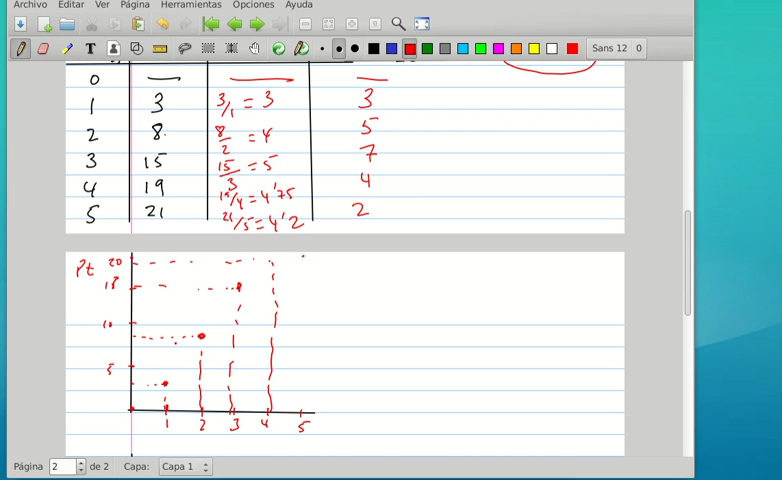 Archivo Editar Ver Página Herramientas Opciones Ayuda
T Sans 12 0
0
1 3 3/1 = 3 3
2 8 8/2 = 4 5
3 15 15/3 = 5 7
4 19 19/4 = 4'75 4
5 21 21/5 = 4'2 2
Pt 20
10
5
1 2 3 4 5
Página 2 de 2 Capa: Capa 1